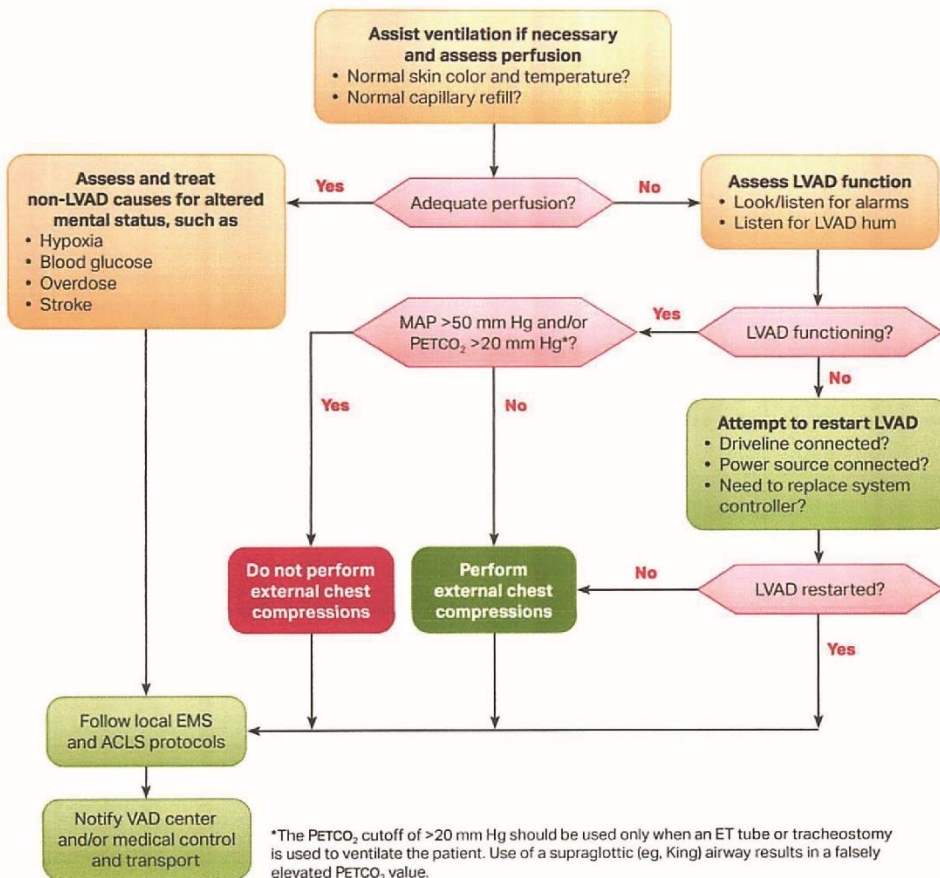 Assist ventilation if necessary
and assess perfusion
• Normal skin color and temperature?
• Normal capillary refill?
Adequate perfusion?
Yes
No
Assess and treat
non-LVAD causes for altered
mental status, such as
• Hypoxia
• Blood glucose
• Overdose
• Stroke
Assess LVAD function
• Look/listen for alarms
• Listen for LVAD hum
LVAD functioning?
Yes
No
MAP >50 mm Hg and/or
PETCO₂ >20 mm Hg*?
Yes
No
Attempt to restart LVAD
• Driveline connected?
• Power source connected?
• Need to replace system
controller?
LVAD restarted?
No
Yes
Do not perform
external chest
compressions
Perform
external chest
compressions
Follow local EMS
and ACLS protocols
Notify VAD center
and/or medical control
and transport
*The PETCO₂ cutoff of >20 mm Hg should be used only when an ET tube or tracheostomy
is used to ventilate the patient. Use of a supraglottic (eg, King) airway results in a falsely
elevated PETCO₂ value.